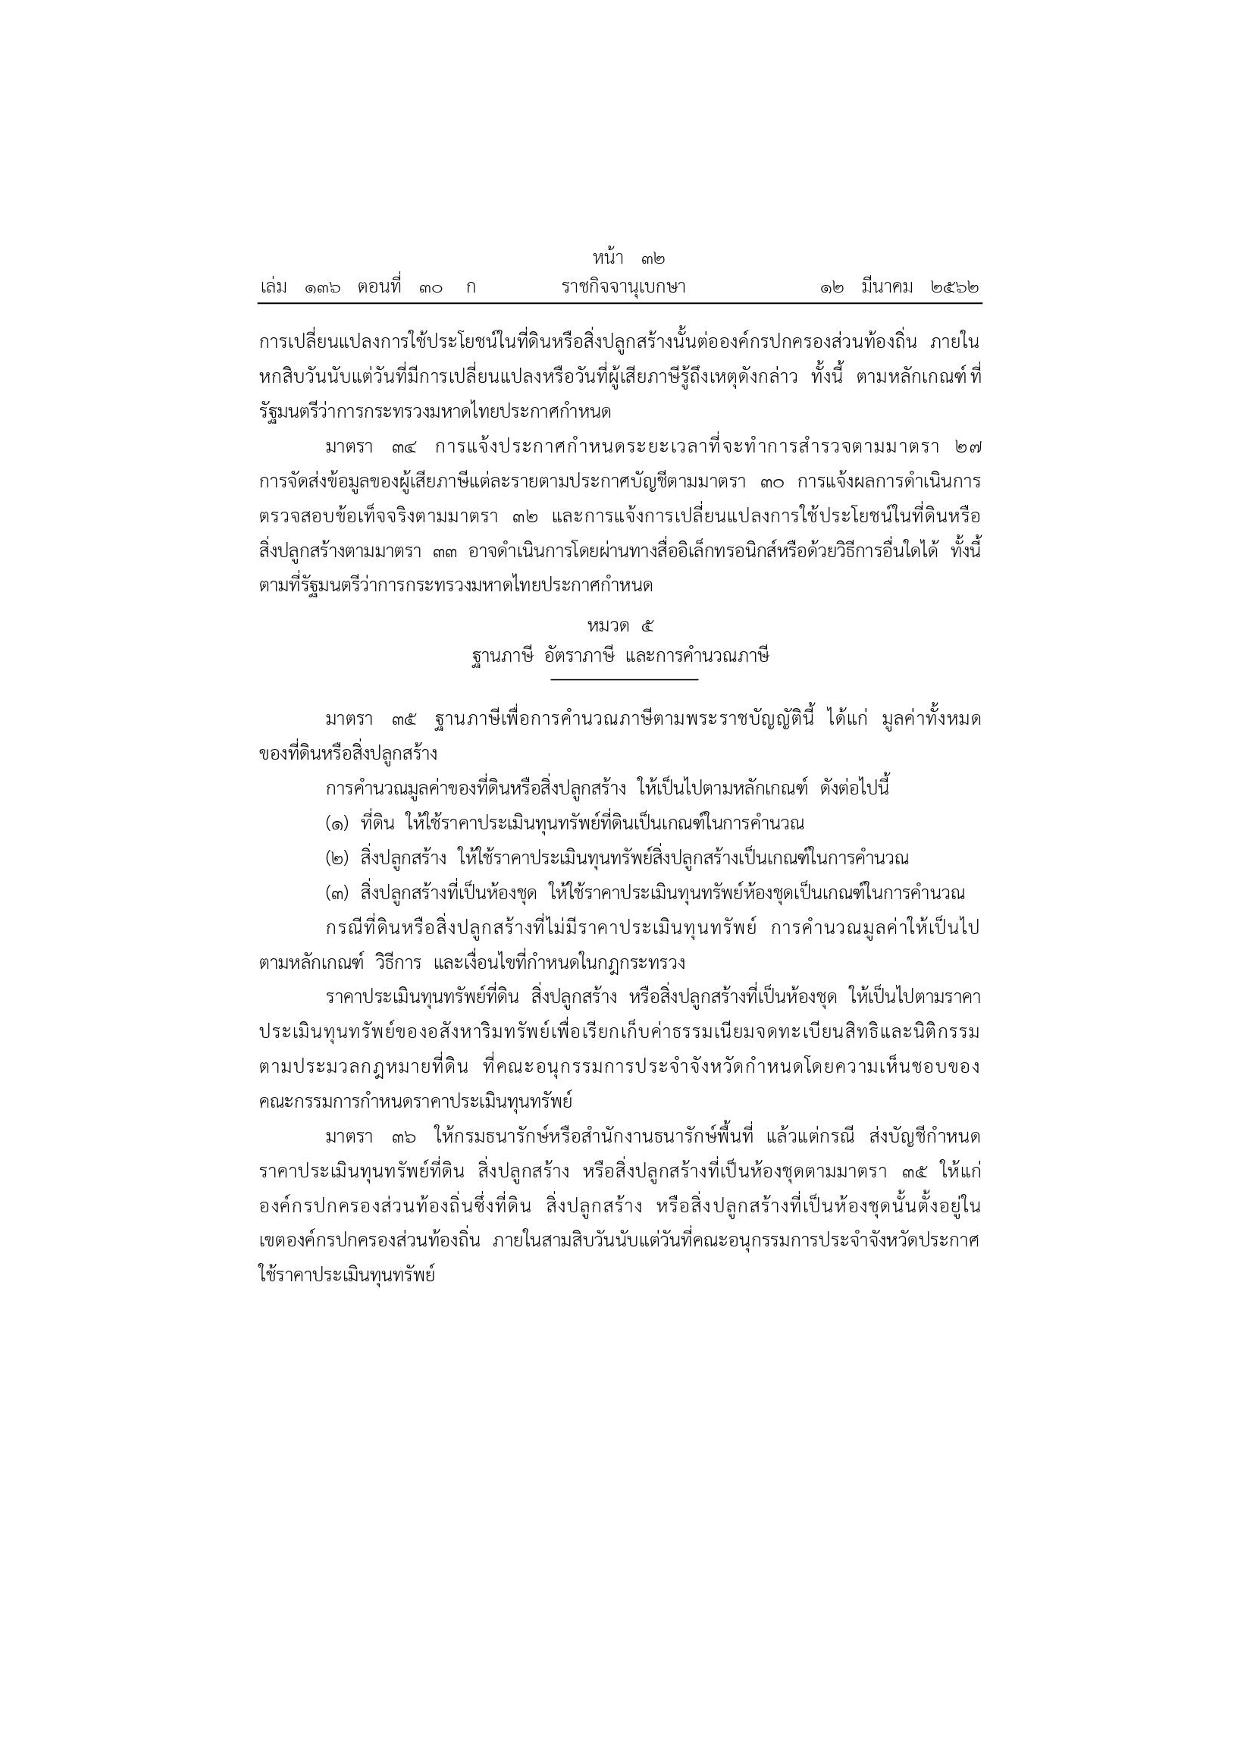 หน้า ๓๒
เล่ม ๑๓๖ ตอนที่ ๓๐ ก ราชกิจจานุเบกษา ๑๒ มีนาคม ๒๕๖๒
การเปลี่ยนแปลงการใช้ประโยชน์ในที่ดินหรือสิ่งปลูกสร้างนั้นต่อองค์กรปกครองส่วนท้องถิ่น ภายใน
หกสิบวันนับแต่วันที่มีการเปลี่ยนแปลงหรือวันที่ผู้เสียภาษีรู้ถึงเหตุดังกล่าว ทั้งนี้ ตามหลักเกณฑ์ที่
รัฐมนตรีว่าการกระทรวงมหาดไทยประกาศกำหนด
มาตรา ๓๔ การแจ้งประกาศกำหนดระยะเวลาที่จะทำการสำรวจตามมาตรา ๒๗
การจัดส่งข้อมูลของผู้เสียภาษีแต่ละรายตามประกาศบัญชีตามมาตรา ๓๐ การแจ้งผลการดำเนินการ
ตรวจสอบข้อเท็จจริงตามมาตรา ๓๒ และการแจ้งการเปลี่ยนแปลงการใช้ประโยชน์ในที่ดินหรือ
สิ่งปลูกสร้างตามมาตรา ๓๓ อาจดำเนินการโดยผ่านทางสื่ออิเล็กทรอนิกส์หรือด้วยวิธีการอื่นใดได้ ทั้งนี้
ตามที่รัฐมนตรีว่าการกระทรวงมหาดไทยประกาศกำหนด
หมวด ๕
ฐานภาษี อัตราภาษี และการคำนวณภาษี
มาตรา ๓๕ ฐานภาษีเพื่อการคำนวณภาษีตามพระราชบัญญัตินี้ ได้แก่ มูลค่าทั้งหมด
ของที่ดินหรือสิ่งปลูกสร้าง
การคำนวณมูลค่าของที่ดินหรือสิ่งปลูกสร้าง ให้เป็นไปตามหลักเกณฑ์ ดังต่อไปนี้
(๑) ที่ดิน ให้ใช้ราคาประเมินทุนทรัพย์ที่ดินเป็นเกณฑ์ในการคำนวณ
(๒) สิ่งปลูกสร้าง ให้ใช้ราคาประเมินทุนทรัพย์สิ่งปลูกสร้างเป็นเกณฑ์ในการคำนวณ
(๓) สิ่งปลูกสร้างที่เป็นห้องชุด ให้ใช้ราคาประเมินทุนทรัพย์ห้องชุดเป็นเกณฑ์ในการคำนวณ
กรณีที่ดินหรือสิ่งปลูกสร้างที่ไม่มีราคาประเมินทุนทรัพย์ การคำนวณมูลค่าให้เป็นไป
ตามหลักเกณฑ์ วิธีการ และเงื่อนไขที่กำหนดในกฎกระทรวง
ราคาประเมินทุนทรัพย์ที่ดิน สิ่งปลูกสร้าง หรือสิ่งปลูกสร้างที่เป็นห้องชุด ให้เป็นไปตามราคา
ประเมินทุนทรัพย์ของอสังหาริมทรัพย์เพื่อเรียกเก็บค่าธรรมเนียมจดทะเบียนสิทธิและนิติกรรม
ตามประมวลกฎหมายที่ดิน ที่คณะอนุกรรมการประจำจังหวัดกำหนดโดยความเห็นชอบของ
คณะกรรมการกำหนดราคาประเมินทุนทรัพย์
มาตรา ๓๖ ให้กรมธนารักษ์หรือสำนักงานธนารักษ์พื้นที่ แล้วแต่กรณี ส่งบัญชีกำหนด
ราคาประเมินทุนทรัพย์ที่ดิน สิ่งปลูกสร้าง หรือสิ่งปลูกสร้างที่เป็นห้องชุดตามมาตรา ๓๕ ให้แก่
องค์กรปกครองส่วนท้องถิ่นซึ่งที่ดิน สิ่งปลูกสร้าง หรือสิ่งปลูกสร้างที่เป็นห้องชุดนั้นตั้งอยู่ใน
เขตองค์กรปกครองส่วนท้องถิ่น ภายในสามสิบวันนับแต่วันที่คณะอนุกรรมการประจำจังหวัดประกาศ
ใช้ราคาประเมินทุนทรัพย์